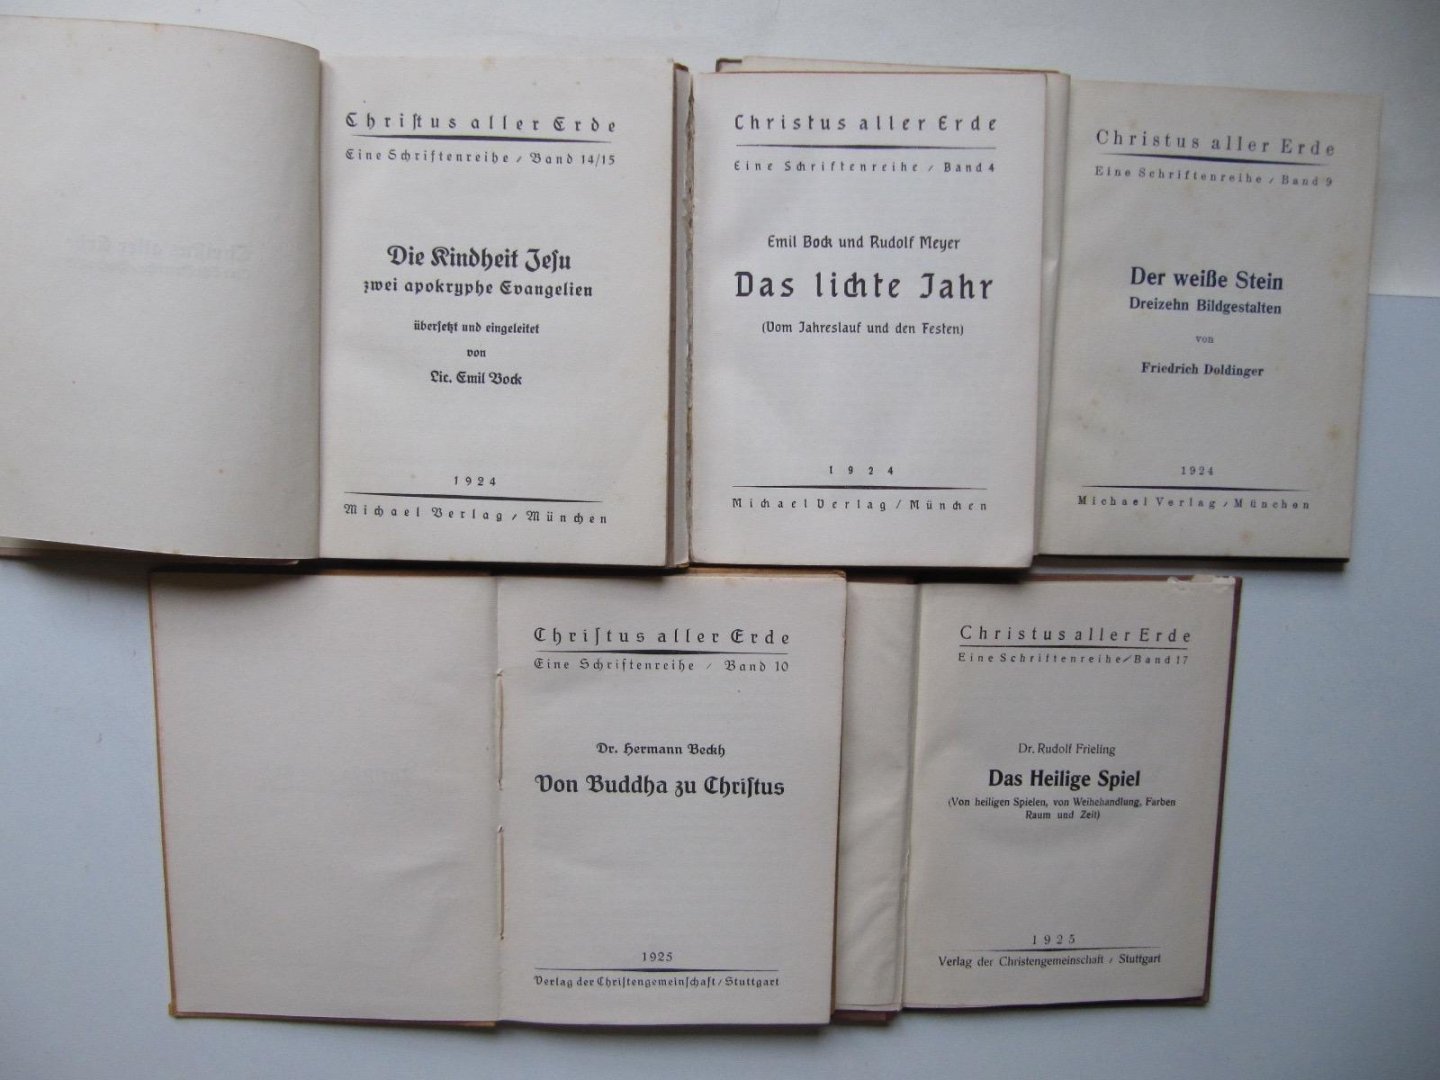 Christus aller Erde
Eine Schriftenreihe / Band 14/15
Die Kindheit Jesu
zwei apokryphe Evangelien
übersetzt und eingeleitet
von
Lic. Emil Bock
1924
Michael Verlag / München
Christus aller Erde
Eine Schriftenreihe / Band 4
Emil Bock und Rudolf Meyer
Das lichte Jahr
(Vom Jahreslauf und den Festen)
1924
Michael Verlag / München
Christus aller Erde
Eine Schriftenreihe / Band 9
Der weiße Stein
Dreizehn Bildgestalten
von
Friedrich Doldinger
1924
Michael Verlag / München
Christus aller Erde
Eine Schriftenreihe / Band 10
Dr. Hermann Beckh
Von Buddha zu Christus
1925
Verlag der Christengemeinschaft / Stuttgart
Christus aller Erde
Eine Schriftenreihe / Band 17
Dr. Rudolf Frieling
Das Heilige Spiel
(Von heiligen Spielen, von Weihehandlung, Farben
Raum und Zeit)
1925
Verlag der Christengemeinschaft / Stuttgart